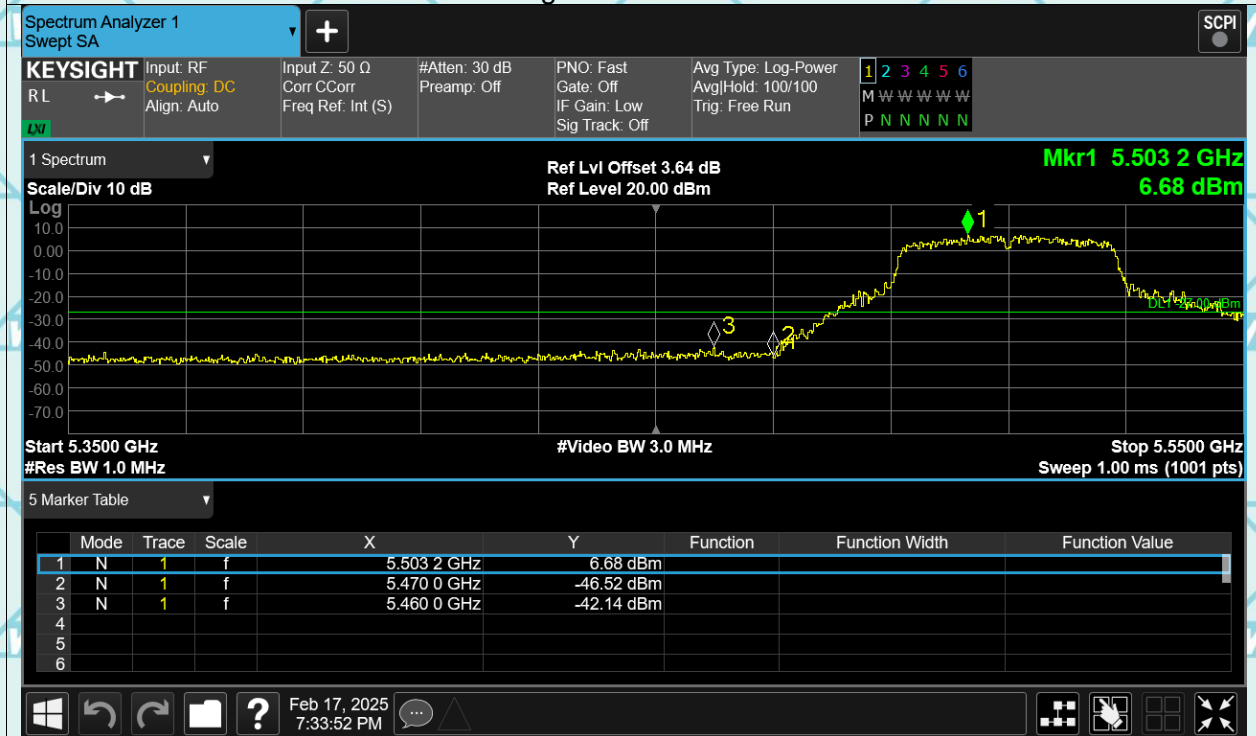 Spectrum Analyzer 1
Swept SA
+
SCPI
KEYSIGHT
RL
LXI
Input: RF
Coupling: DC
Align: Auto
Input Z: 50 Ω
Corr CCorr
Freq Ref: Int (S)
#Atten: 30 dB
Preamp: Off
PNO: Fast
Gate: Off
IF Gain: Low
Sig Track: Off
Avg Type: Log-Power
Avg|Hold: 100/100
Trig: Free Run
1 2 3 4 5 6
M W W W W W
P N N N N N
1 Spectrum
Scale/Div 10 dB
Ref Lvl Offset 3.64 dB
Ref Level 20.00 dBm
Mkr1 5.503 2 GHz
6.68 dBm
Log
10.0
0.00
-10.0
-20.0
-30.0
-40.0
-50.0
-60.0
-70.0
1
3
2
DL1 -27.00 dBm
Start 5.3500 GHz
#Video BW 3.0 MHz
Stop 5.5500 GHz
#Res BW 1.0 MHz
Sweep 1.00 ms (1001 pts)
5 Marker Table
Mode Trace Scale X Y Function Function Width Function Value
1 N 1 f 5.503 2 GHz 6.68 dBm
2 N 1 f 5.470 0 GHz -46.52 dBm
3 N 1 f 5.460 0 GHz -42.14 dBm
4
5
6
?
Feb 17, 2025
7:33:52 PM